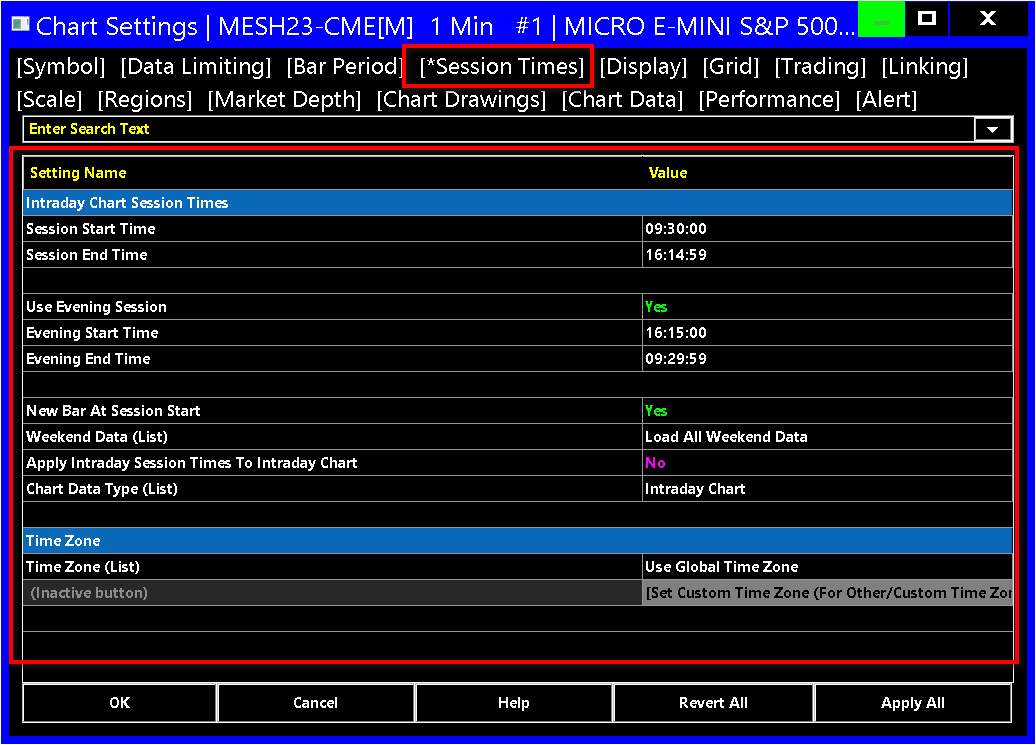 Chart Settings | MESH23-CME[M]  1 Min  #1 | MICRO E-MINI S&P 500...
[Symbol] [Data Limiting] [Bar Period] [*Session Times] [Display] [Grid] [Trading] [Linking]
[Scale] [Regions] [Market Depth] [Chart Drawings] [Chart Data] [Performance] [Alert]
Enter Search Text
Setting Name Value
Intraday Chart Session Times
Session Start Time 09:30:00
Session End Time 16:14:59
Use Evening Session Yes
Evening Start Time 16:15:00
Evening End Time 09:29:59
New Bar At Session Start Yes
Weekend Data (List) Load All Weekend Data
Apply Intraday Session Times To Intraday Chart No
Chart Data Type (List) Intraday Chart
Time Zone
Time Zone (List) Use Global Time Zone
(Inactive button) [Set Custom Time Zone (For Other/Custom Time Zon
OK Cancel Help Revert All Apply All